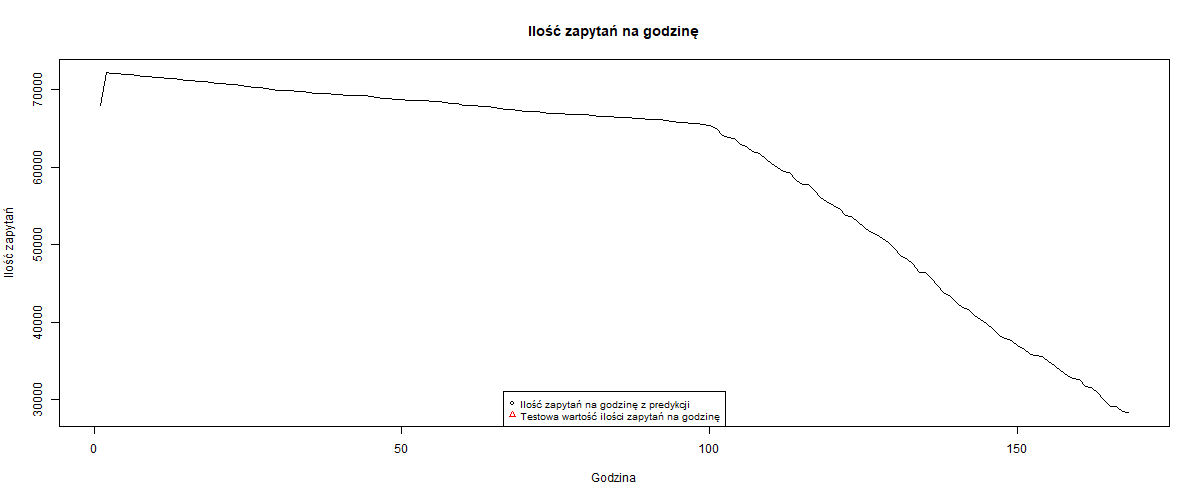 Ilość zapytań na godzinę
Ilość zapytań
70000
60000
50000
40000
30000
Ilość zapytań na godzinę z predykcji
Testowa wartość ilości zapytań na godzinę
0
50
100
150
Godzina